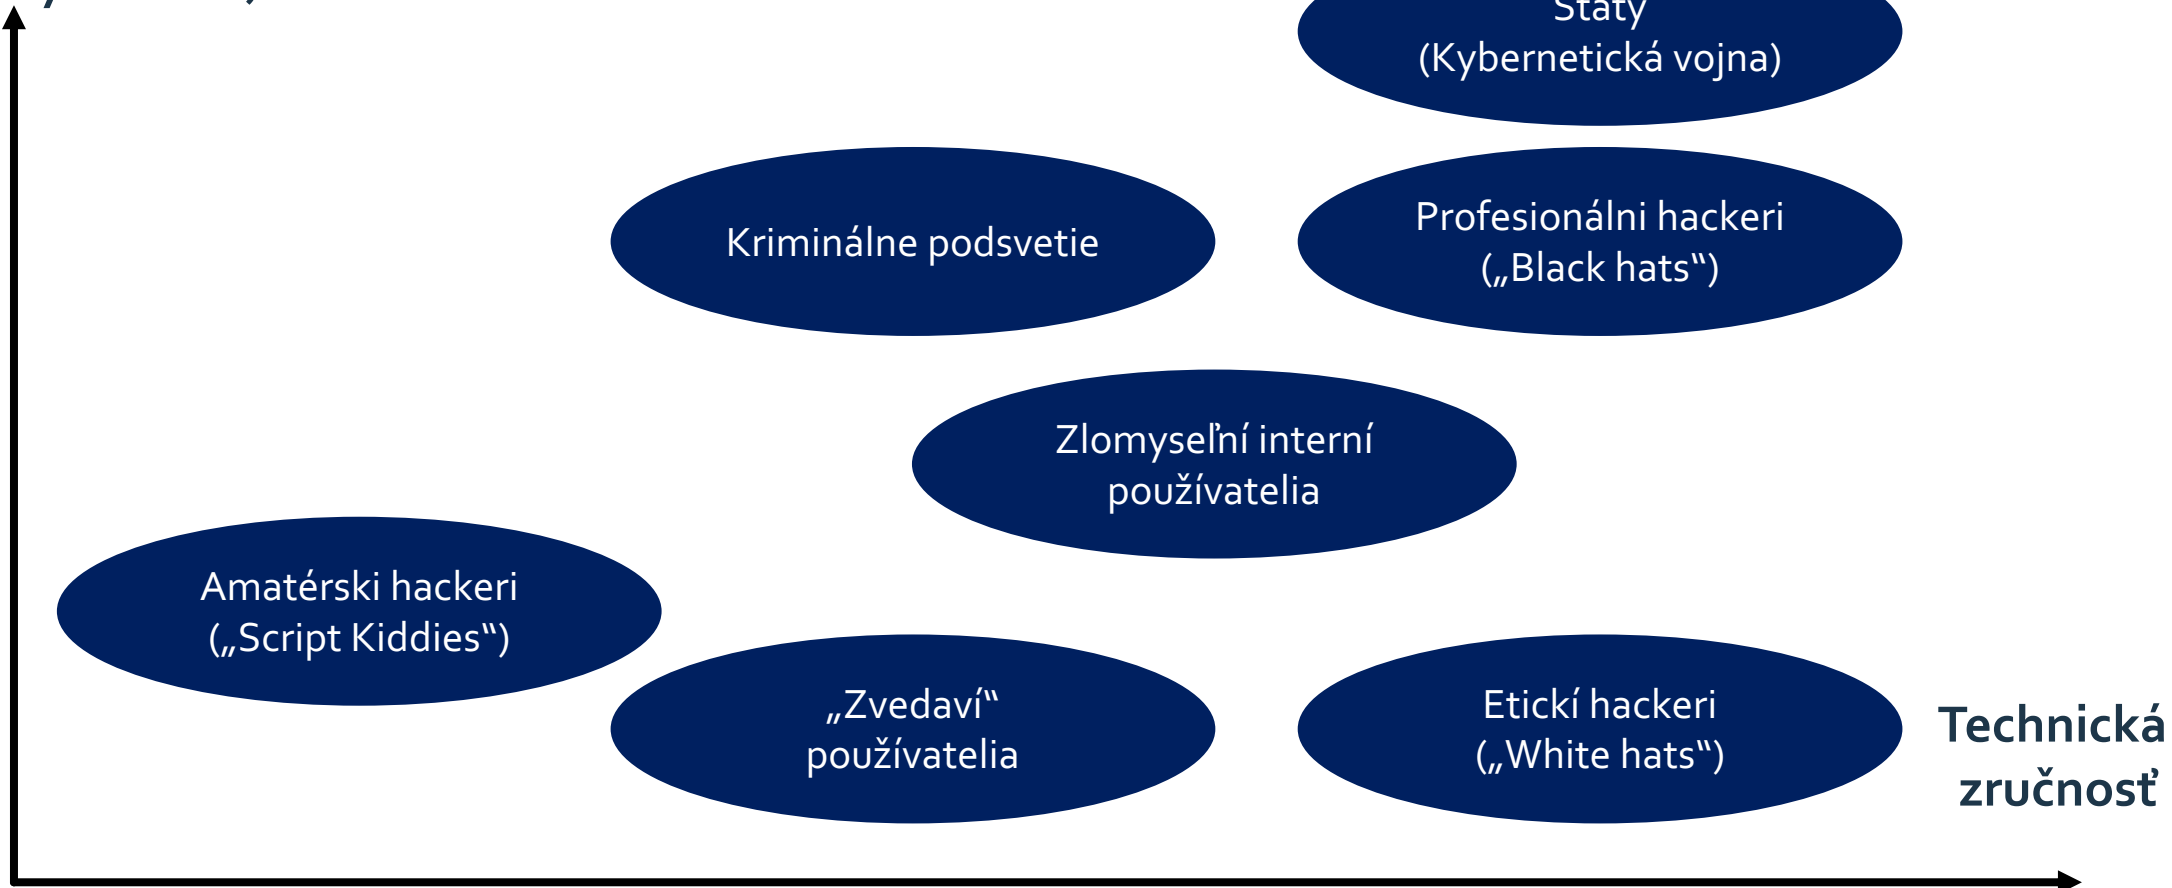 Štáty
(Kybernetická vojna)
Kriminálne podsvetie
Profesionálni hackeri
(„Black hats“)
Zlomyseľní interní
používatelia
Amatérski hackeri
(„Script Kiddies“)
„Zvedaví“
používatelia
Etickí hackeri
(„White hats“)
Technická
zručnosť